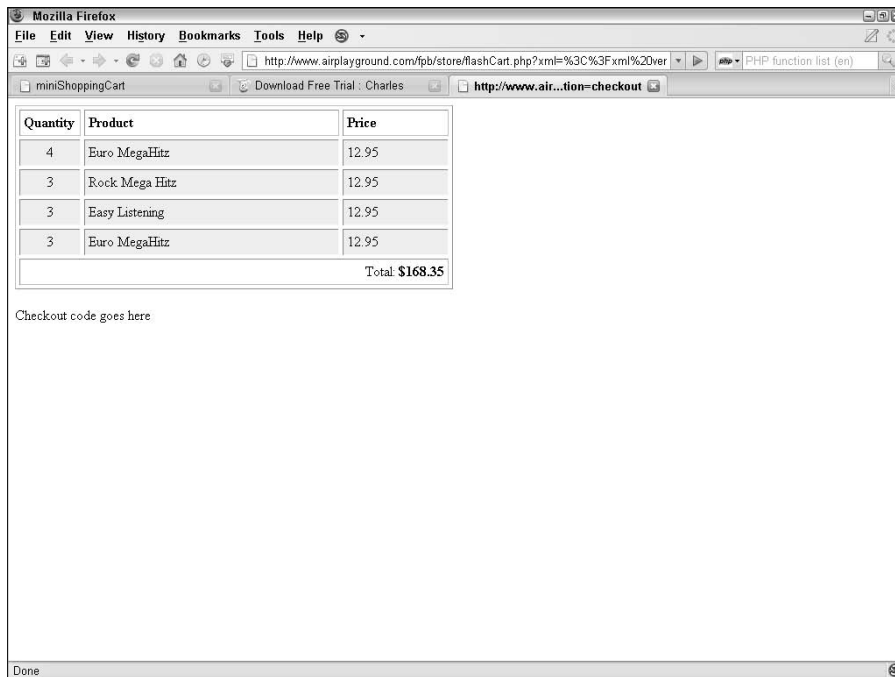 Mozilla Firefox
File Edit View History Bookmarks Tools Help
http://www.airplayground.com/fpb/store/flashCart.php?xml=%3C%3Fxml%20ver
php PHP function list (en)
miniShoppingCart Download Free Trial : Charles http://www.air...tion=checkout
Quantity Product Price
4 Euro MegaHitz 12.95
3 Rock Mega Hitz 12.95
3 Easy Listening 12.95
3 Euro MegaHitz 12.95
Total: $168.35
Checkout code goes here
Done